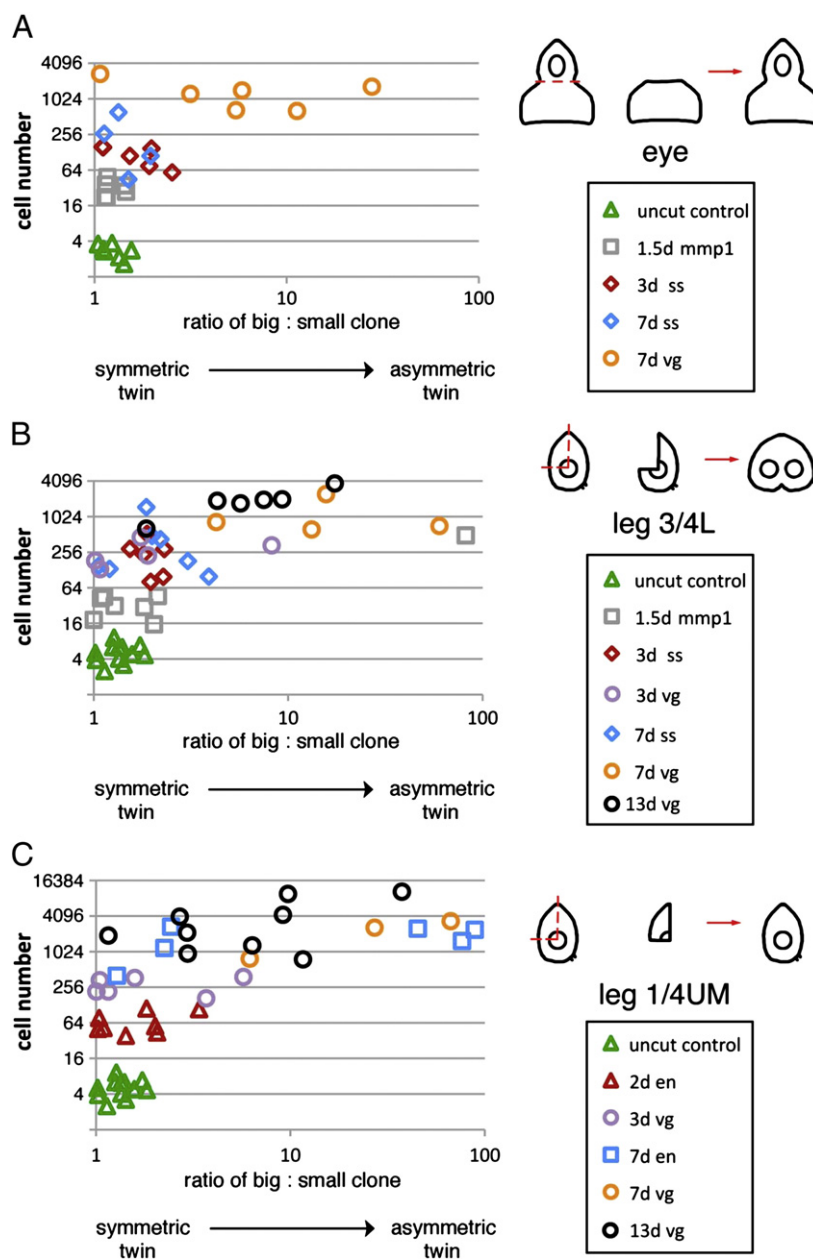 A
4096
1024
256
64
16
4
cell number
1 10 100
ratio of big : small clone
symmetric twin
asymmetric twin
eye
uncut control
1.5d mmp1
3d ss
7d ss
7d vg
B
4096
1024
256
64
16
4
cell number
1 10 100
ratio of big : small clone
symmetric twin
asymmetric twin
leg 3/4L
uncut control
1.5d mmp1
3d ss
3d vg
7d ss
7d vg
13d vg
C
16384
4096
1024
256
64
16
4
cell number
1 10 100
ratio of big : small clone
symmetric twin
asymmetric twin
leg 1/4UM
uncut control
2d en
3d vg
7d en
7d vg
13d vg